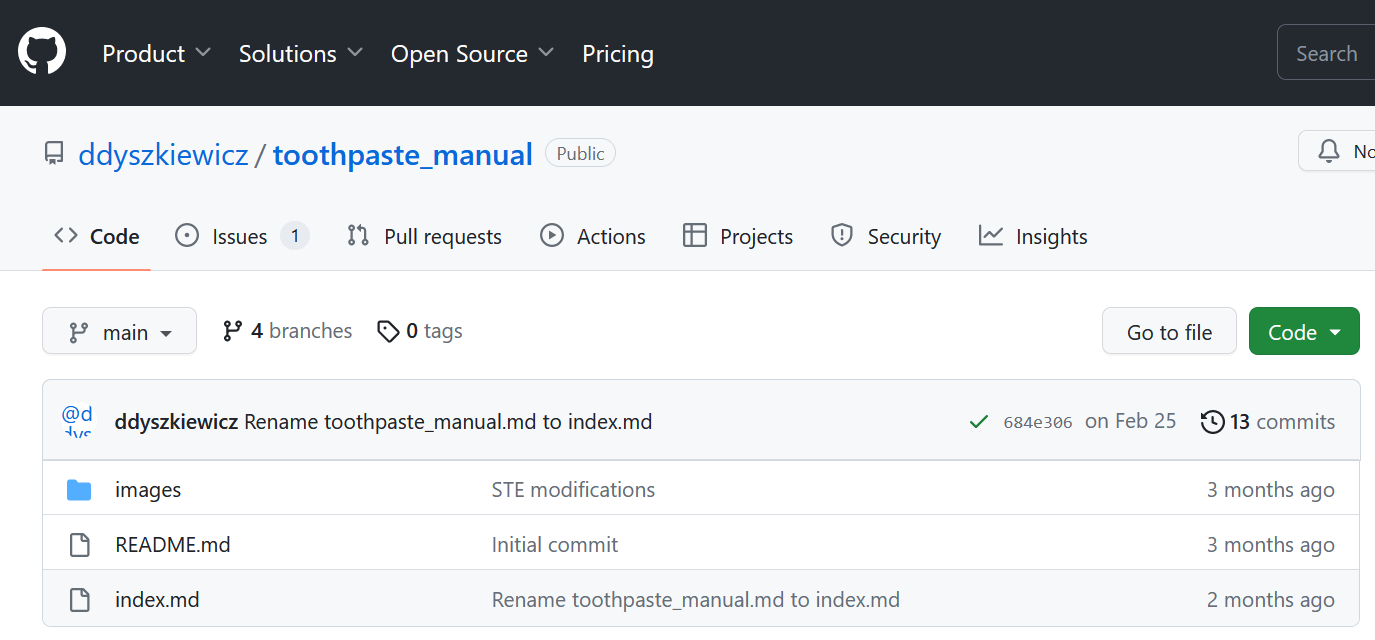 Product Solutions Open Source Pricing Search
ddyszkiewicz / toothpaste_manual Public No
Code Issues 1 Pull requests Actions Projects Security Insights
main 4 branches 0 tags Go to file Code
@d
ddyszkiewicz Rename toothpaste_manual.md to index.md 684e306 on Feb 25 13 commits
images STE modifications 3 months ago
README.md Initial commit 3 months ago
index.md Rename toothpaste_manual.md to index.md 2 months ago